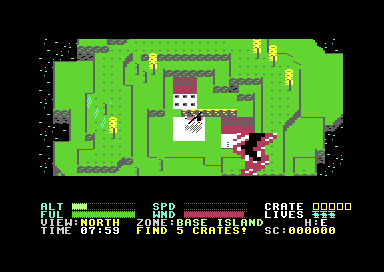 ALT SPD CRATE
FUL WND LIVES
VIEW:NORTH ZONE:BASE ISLAND H:E
TIME 07:59 FIND 5 CRATES! SC:000000